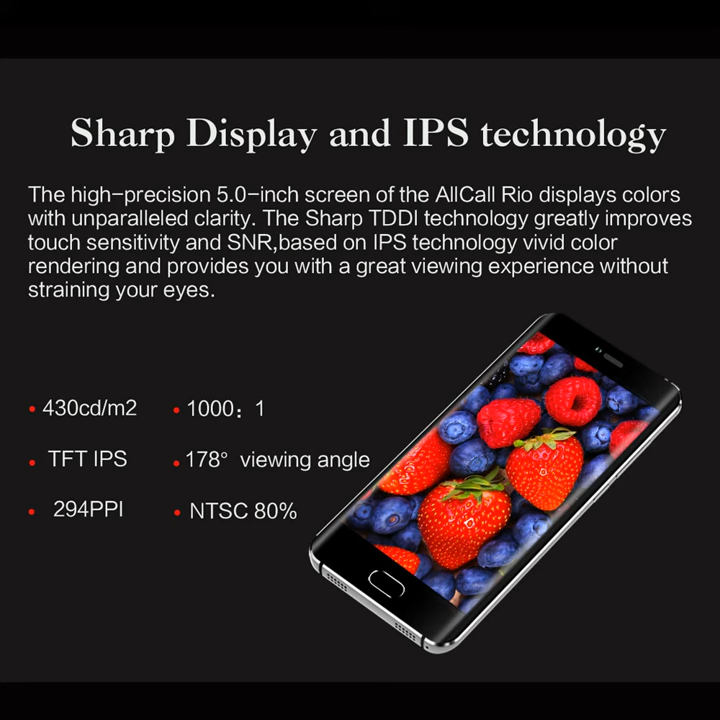 Sharp Display and IPS technology
The high-precision 5.0-inch screen of the AllCall Rio displays colors
with unparalleled clarity. The Sharp TDDI technology greatly improves
touch sensitivity and SNR,based on IPS technology vivid color
rendering and provides you with a great viewing experience without
straining your eyes.
• 430cd/m2 • 1000：1
• TFT IPS • 178° viewing angle
• 294PPI • NTSC 80%